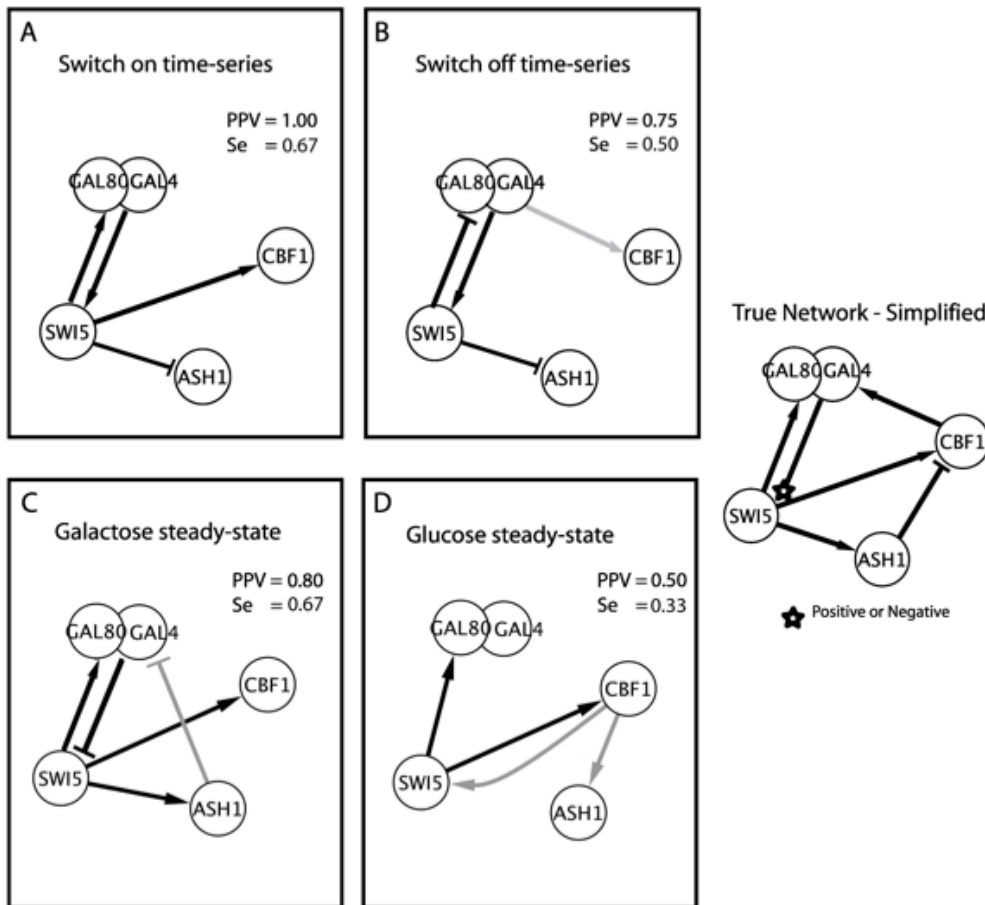 A
Switch on time-series
PPV = 1.00
Se = 0.67
GAL80 GAL4
CBF1
SWI5
ASH1
B
Switch off time-series
PPV = 0.75
Se = 0.50
GAL80 GAL4
CBF1
SWI5
ASH1
True Network - Simplified
GAL80 GAL4
CBF1
SWI5
ASH1
Positive or Negative
C
Galactose steady-state
PPV = 0.80
Se = 0.67
GAL80 GAL4
CBF1
SWI5
ASH1
D
Glucose steady-state
PPV = 0.50
Se = 0.33
GAL80 GAL4
CBF1
SWI5
ASH1